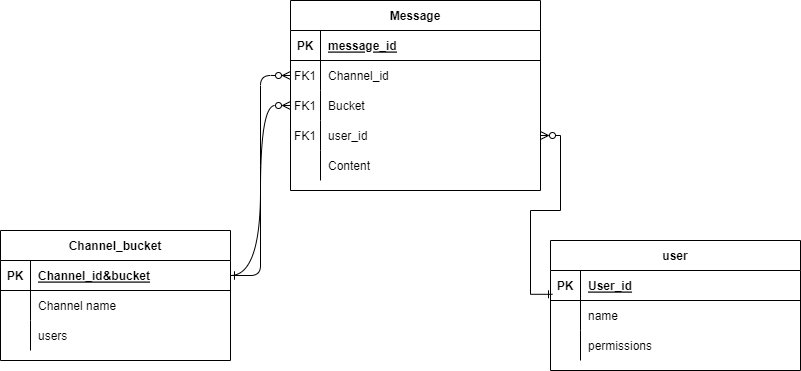 Message
PK message_id
FK1 Channel_id
FK1 Bucket
FK1 user_id
Content
Channel_bucket
PK Channel_id&bucket
Channel name
users
user
PK User_id
name
permissions